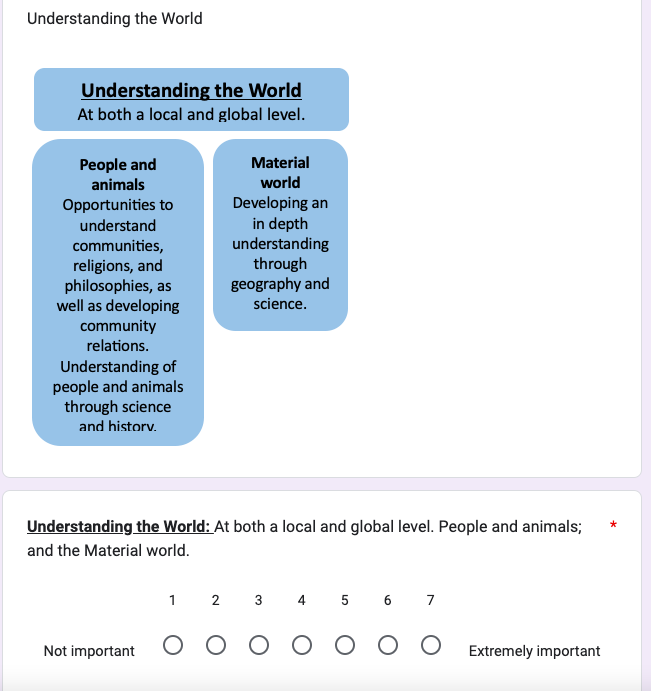 Understanding the World
Understanding the World
At both a local and global level.
People and
animals
Opportunities to
understand
communities,
religions, and
philosophies, as
well as developing
community
relations.
Understanding of
people and animals
through science
and history.
Material
world
Developing an
in depth
understanding
through
geography and
science.
Understanding the World: At both a local and global level. People and animals; *
and the Material world.
1 2 3 4 5 6 7
Not important Extremely important